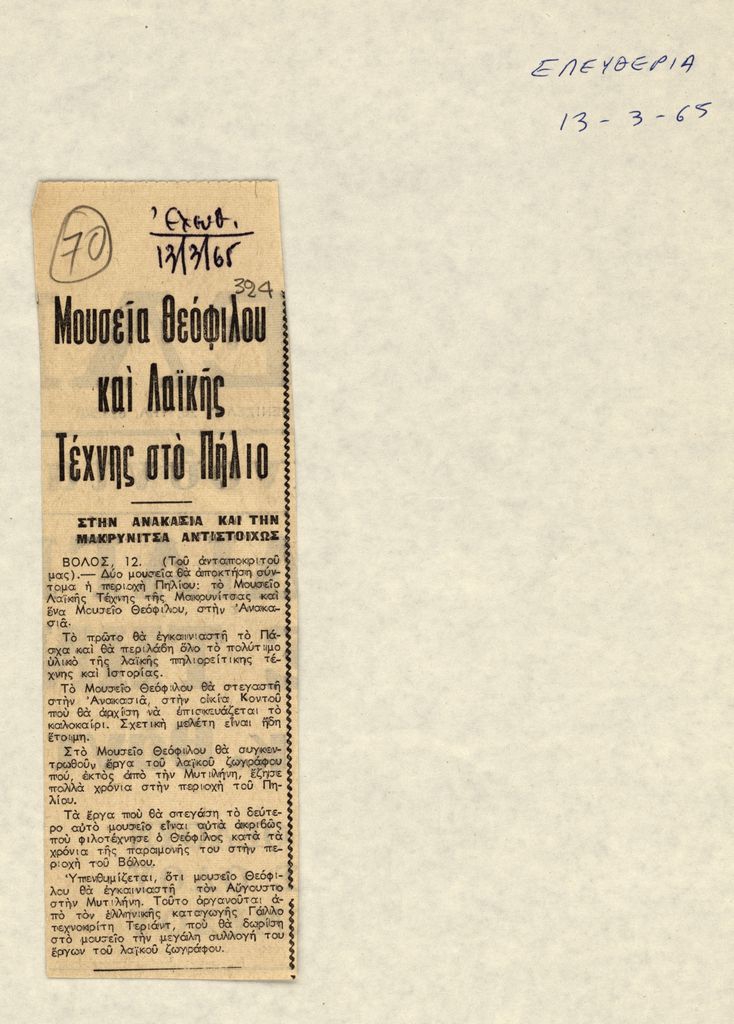 ΕΛΕΥΘΕΡΙΑ
13 - 3 - 65
70
Ἐλευθ.
13/3/65
324
Μουσεῖα Θεόφιλου
καὶ Λαϊκῆς
Τέχνης στὸ Πήλιο
ΣΤΗΝ ΑΝΑΚΑΣΙΑ ΚΑΙ ΤΗΝ
ΜΑΚΡΥΝΙΤΣΑ ΑΝΤΙΣΤΟΙΧΩΣ
ΒΟΛΟΣ, 12. (Τοῦ ἀνταποκριτοῦ
μας).— Δύο μουσεῖα θὰ ἀποκτήση σύν-
τομα ἡ περιοχὴ Πηλίου: τὸ Μουσεῖο
Λαϊκῆς Τέχνης τῆς Μακρυνίτσας καὶ
ἕνα Μουσεῖο Θεόφιλου, στὴν Ἀνακα-
σιά.
Τὸ πρῶτο θὰ ἐγκαινιαστῆ τὸ Πά-
σχα καὶ θὰ περιλάβη ὅλο τὸ πολύτιμο
ὑλικὸ τῆς λαϊκῆς πηλιορείτικης τέ-
χνης καὶ Ἱστορίας.
Τὸ Μουσεῖο Θεόφιλου θὰ στεγαστῆ
στὴν Ἀνακασιά, στὴν οἰκία Κοντοῦ
ποὺ θὰ ἀρχίση νὰ ἐπισκευάζεται τὸ
καλοκαίρι. Σχετικὴ μελέτη εἶναι ἤδη
ἕτοιμη.
Στὸ Μουσεῖο Θεόφιλου θὰ συγκεν-
τρωθοῦν ἔργα τοῦ λαϊκοῦ ζωγράφου
πού, ἐκτὸς ἀπὸ τὴν Μυτιλήνη, ἔζησε
πολλὰ χρόνια στὴν περιοχὴ τοῦ Πη-
λίου.
Τὰ ἔργα ποὺ θὰ στεγάση τὸ δεύτε-
ρο αὐτὸ μουσεῖο εἶναι αὐτὰ ἀκριβῶς
ποὺ φιλοτέχνησε ὁ Θεόφιλος κατὰ τὰ
χρόνια τῆς παραμονῆς του στὴν πε-
ριοχὴ τοῦ Βόλου.
Ὑπενθυμίζεται, ὅτι μουσεῖο Θεόφι-
λου θὰ ἐγκαινιαστῆ τὸν Αὔγουστο
στὴν Μυτιλήνη. Τοῦτο ὀργανοῦται ἀ-
πὸ τὸν ἑλληνικῆς καταγωγῆς Γάλλο
τεχνοκρίτη Τεριάντ, ποὺ θὰ δωρίση
στὸ μουσεῖο τὴν μεγάλη συλλογή του
ἔργων τοῦ λαϊκοῦ ζωγράφου.